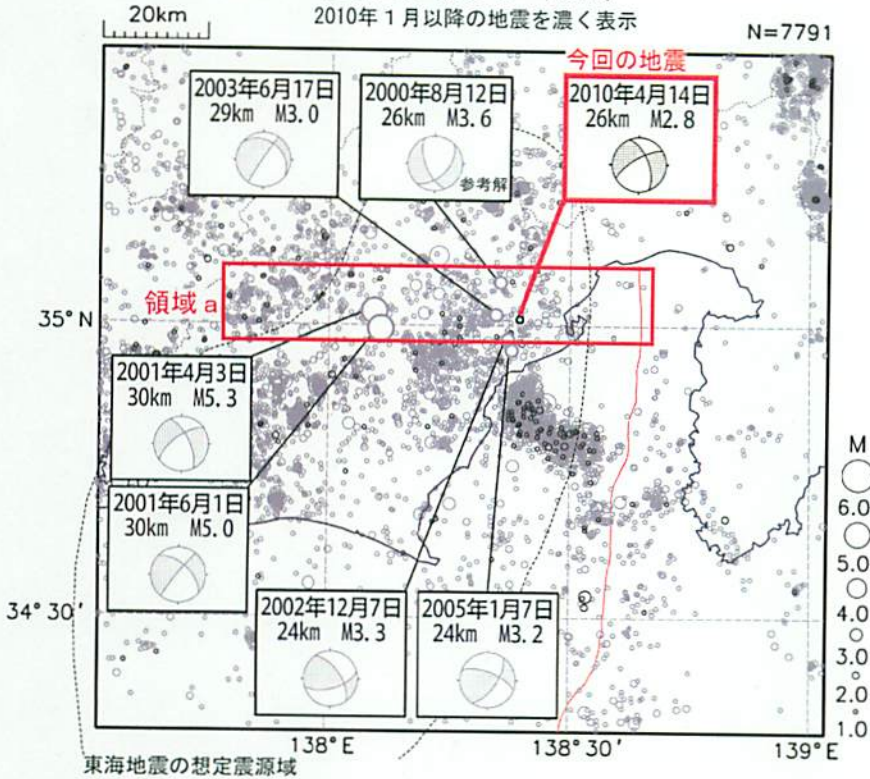 20km
2010年1月以降の地震を濃く表示
N=7791
今回の地震
2003年6月17日
29km M3.0
2000年8月12日
26km M3.6
参考解
2010年4月14日
26km M2.8
領域a
35°N
2001年4月3日
30km M5.3
2001年6月1日
30km M5.0
34°30′
2002年12月7日
24km M3.3
2005年1月7日
24km M3.2
M
6.0
5.0
4.0
3.0
2.0
1.0
138°E
138°30′
139°E
東海地震の想定震源域